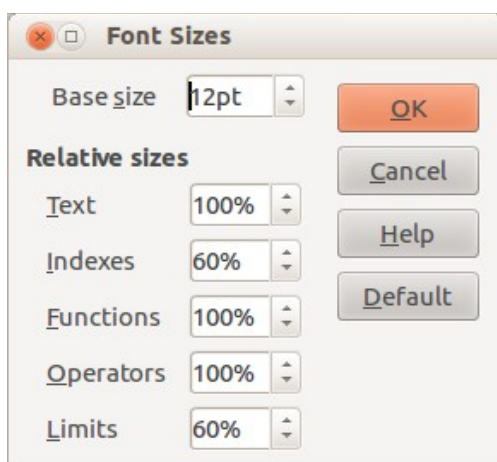 Font Sizes
Base size 12pt
OK
Relative sizes
Cancel
Text 100%
Help
Indexes 60%
Default
Functions 100%
Operators 100%
Limits 60%